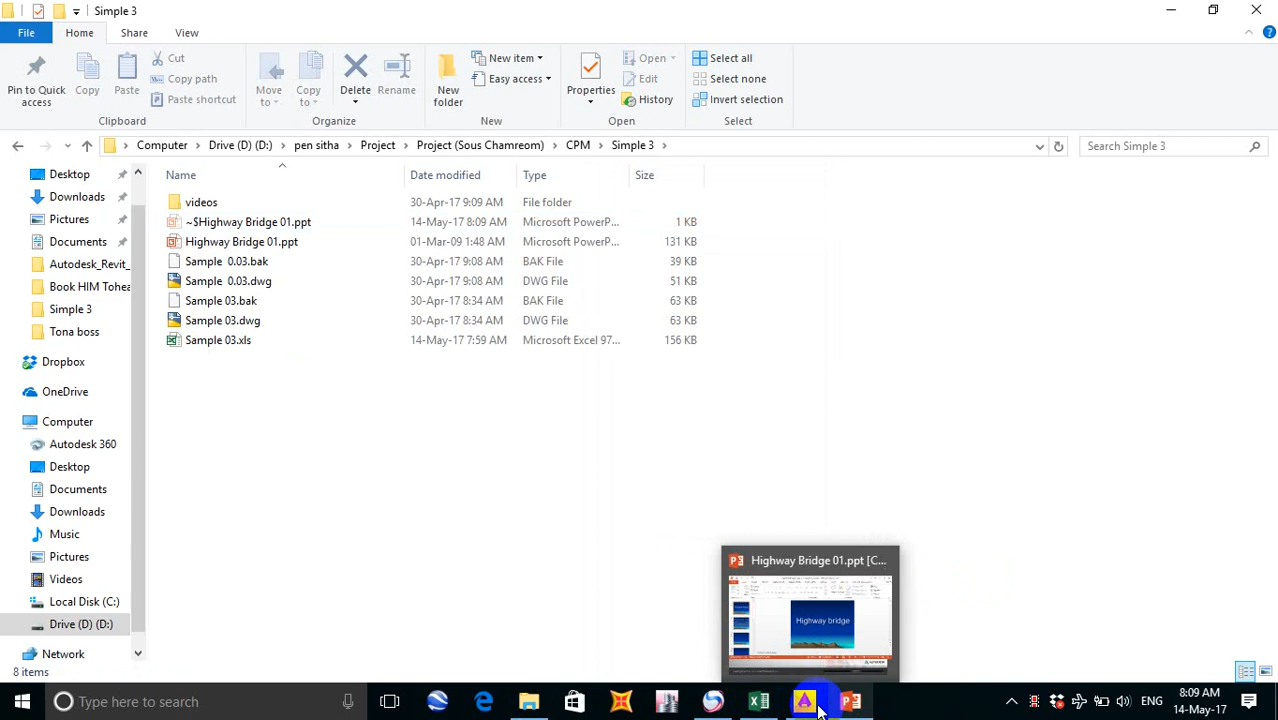 Simple 3
File Home Share View
Pin to Quick access
Copy
Paste
Cut
Copy path
Paste shortcut
Clipboard
Move to
Copy to
Delete
Rename
Organize
New folder
New item
Easy access
New
Properties
Open
Edit
History
Open
Select all
Select none
Invert selection
Select
Computer Drive (D) (D:) pen sitha Project Project (Sous Chamreom) CPM Simple 3
Search Simple 3
Name Date modified Type Size
videos 30-Apr-17 9:09 AM File folder
~$Highway Bridge 01.ppt 14-May-17 8:09 AM Microsoft PowerP... 1 KB
Highway Bridge 01.ppt 01-Mar-09 1:48 AM Microsoft PowerP... 131 KB
Sample 0.03.bak 30-Apr-17 9:08 AM BAK File 39 KB
Sample 0.03.dwg 30-Apr-17 9:08 AM DWG File 51 KB
Sample 03.bak 30-Apr-17 8:34 AM BAK File 63 KB
Sample 03.dwg 30-Apr-17 8:34 AM DWG File 63 KB
Sample 03.xls 14-May-17 7:59 AM Microsoft Excel 97... 156 KB
Desktop
Downloads
Pictures
Documents
Autodesk_Revit_
Book HIM Tohea
Simple 3
Tona boss
Dropbox
OneDrive
Computer
Autodesk 360
Desktop
Documents
Downloads
Music
Pictures
Videos
Local Disk (C:)
Drive (D) (D:)
Network
8 items
Highway Bridge 01.ppt [C...
Highway bridge
Type here to search
ENG
8:09 AM
14-May-17